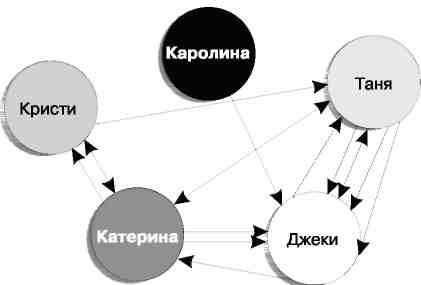 Каролина
Таня
Кристи
Катерина
Джеки